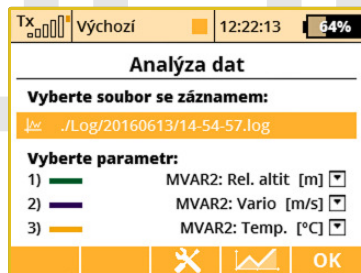 Tx Výchozí 12:22:13 64%
Analýza dat
Vyberte soubor se záznamem:
./Log/20160613/14-54-57.log
Vyberte parametr:
1) MVAR2: Rel. altit [m]
2) MVAR2: Vario [m/s]
3) MVAR2: Temp. [°C]
OK